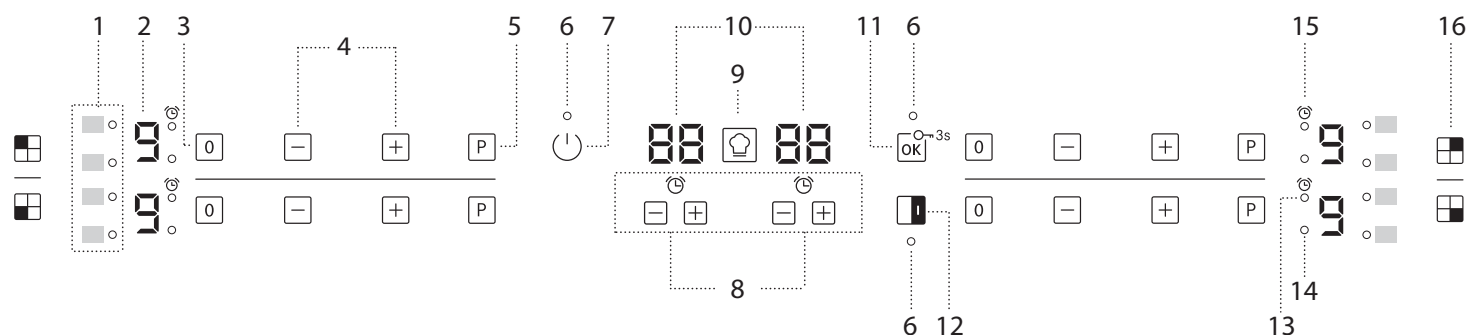 1 2 3 4 5 6 7 10 9 11 6 15 16
9 0 − + P 88 88 OK 3s 0 − + P 9
9 0 − + P − + − + I 0 − + P 9
8 6 12 13 14